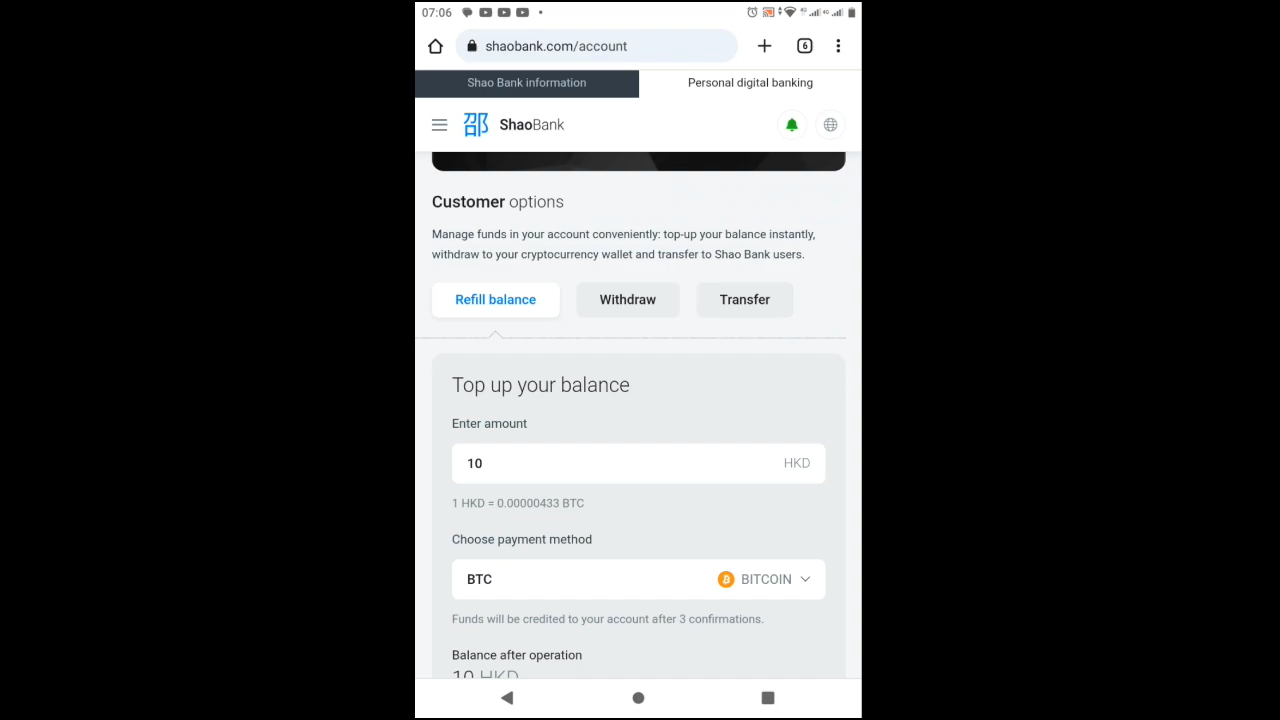 07:06
shaobank.com/account
6
Shao Bank information
Personal digital banking
邵 ShaoBank
Customer options
Manage funds in your account conveniently: top-up your balance instantly,
withdraw to your cryptocurrency wallet and transfer to Shao Bank users.
Refill balance
Withdraw
Transfer
Top up your balance
Enter amount
10 HKD
1 HKD = 0.00000433 BTC
Choose payment method
BTC BITCOIN
Funds will be credited to your account after 3 confirmations.
Balance after operation
10 HKD